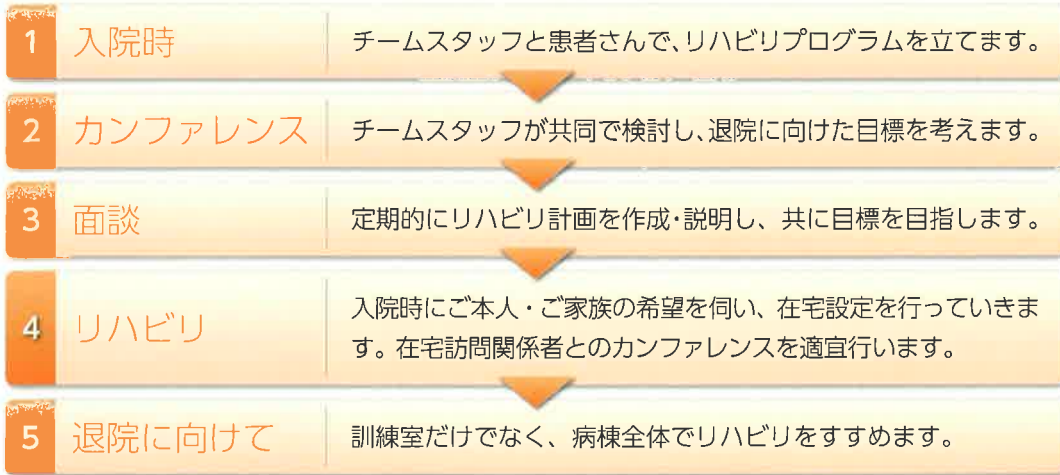 1 入院時 チームスタッフと患者さんで、リハビリプログラムを立てます。
2 カンファレンス チームスタッフが共同で検討し、退院に向けた目標を考えます。
3 面談 定期的にリハビリ計画を作成・説明し、共に目標を目指します。
4 リハビリ 入院時にご本人・ご家族の希望を伺い、在宅設定を行っていきま
す。在宅訪問関係者とのカンファレンスを適宜行います。
5 退院に向けて 訓練室だけでなく、病棟全体でリハビリをすすめます。